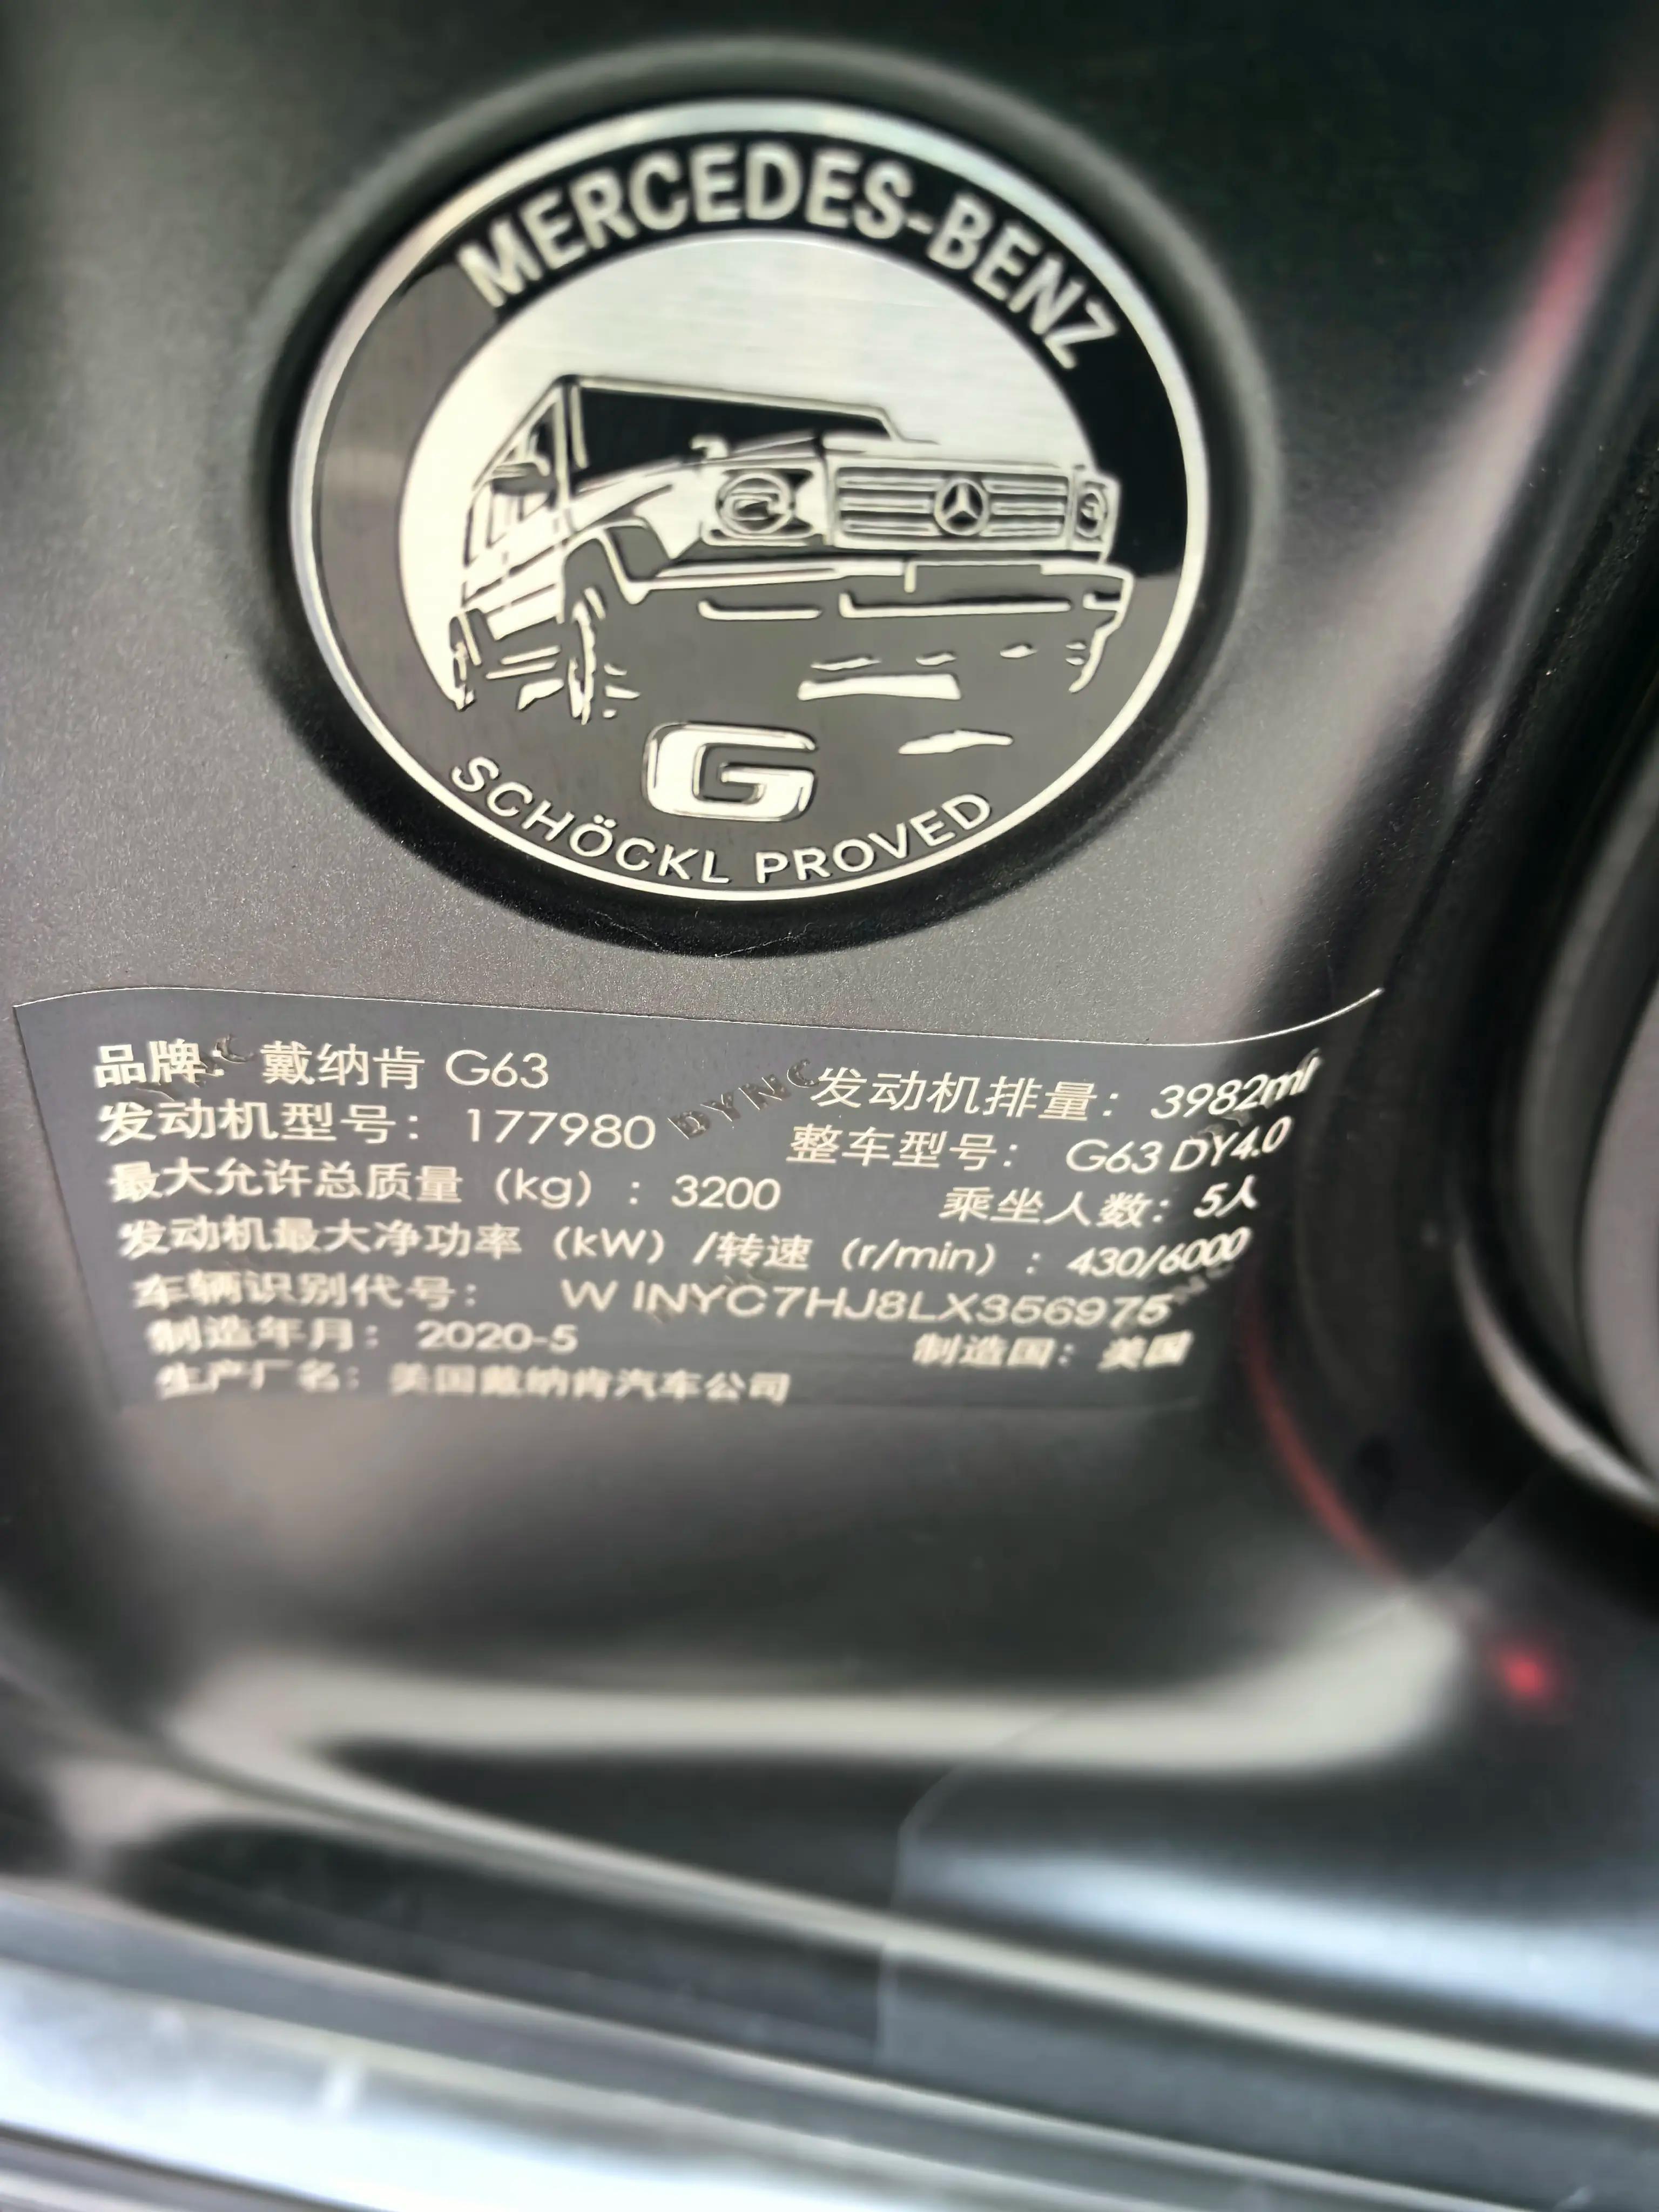 MERCEDES-BENZ
G
SCHÖCKL PROVED
品牌：戴纳肯 G63 发动机排量：3982ml
发动机型号：177980 整车型号：G63 DY4.0
最大允许总质量（kg）：3200 乘坐人数：5人
发动机最大净功率（kW）/转速（r/min）：430/6000
车辆识别代号：W1NYC7HJ8LX356975
制造年月：2020-5 制造国：美国
生产厂名：美国戴纳肯汽车公司
DYNC